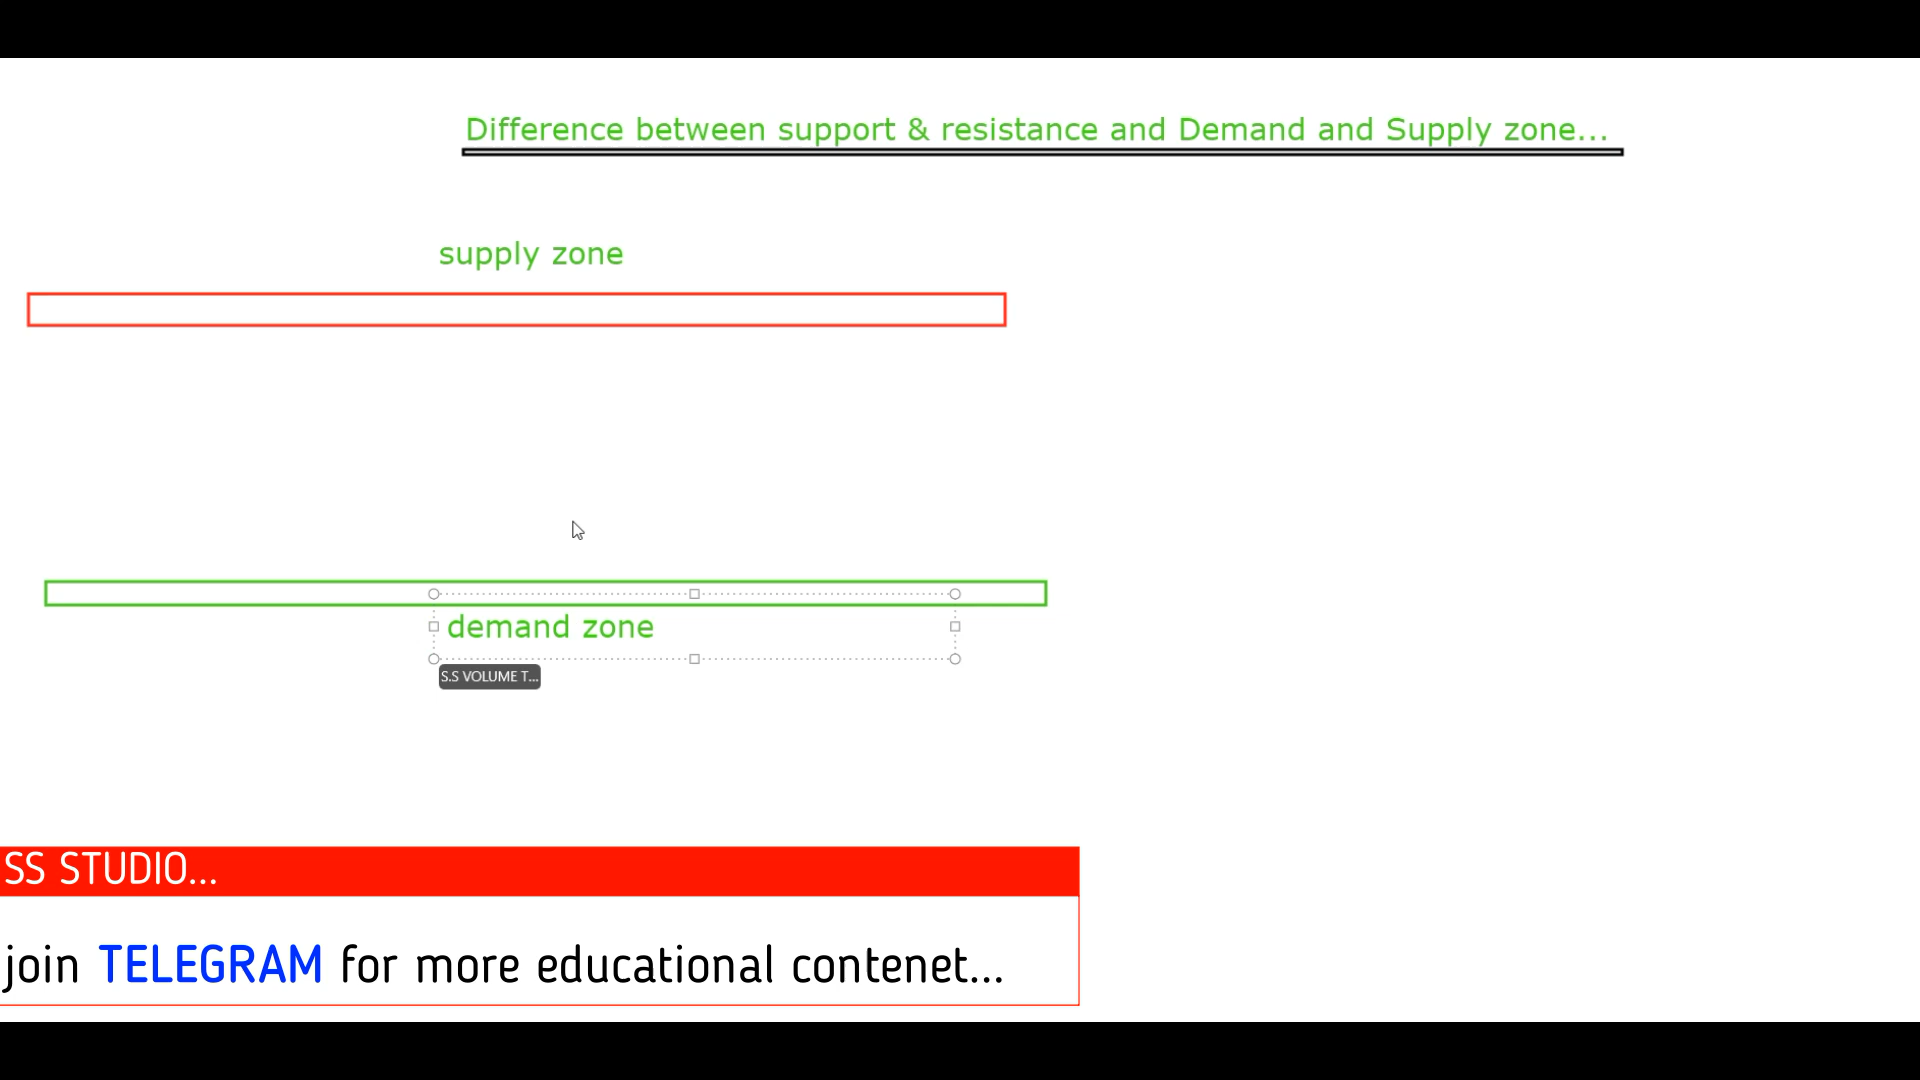 Difference between support & resistance and Demand and Supply zone...
supply zone
demand zone
S.S VOLUME T...
SS STUDIO...
join TELEGRAM for more educational contenet...